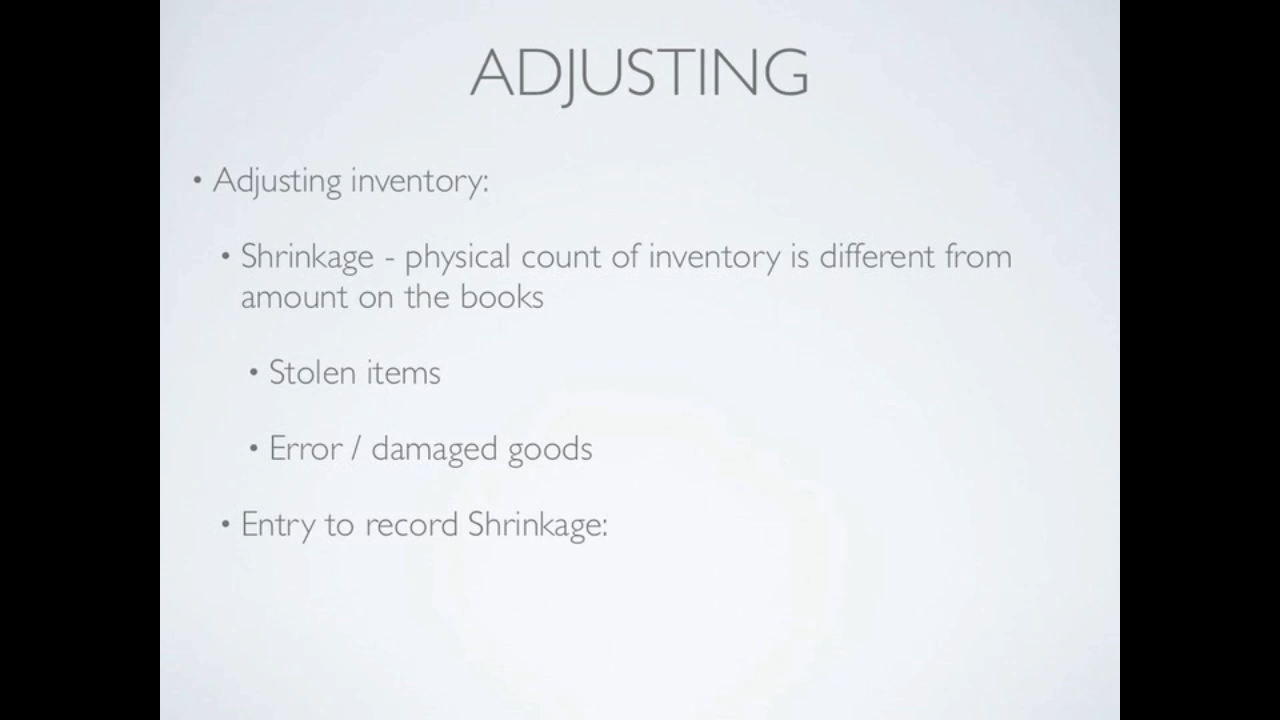 ADJUSTING
• Adjusting inventory:
• Shrinkage - physical count of inventory is different from
amount on the books
• Stolen items
• Error / damaged goods
• Entry to record Shrinkage: